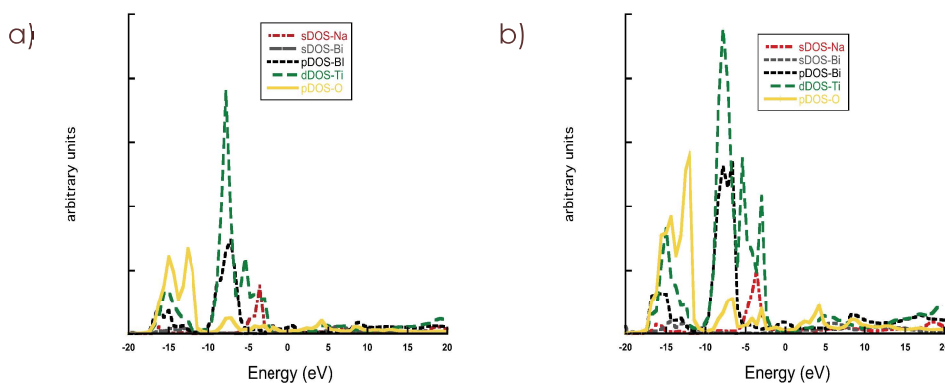 a)
sDOS-Na
sDOS-Bi
pDOS-BI
dDOS-Ti
pDOS-O
arbitrary units
-20 -15 -10 -5 0 5 10 15 20
Energy (eV)
b)
sDOS-Na
sDOS-Bi
pDOS-Bi
dDOS-Ti
pDOS-O
arbitrary units
-20 -15 -10 -5 0 5 10 15 20
Energy (eV)